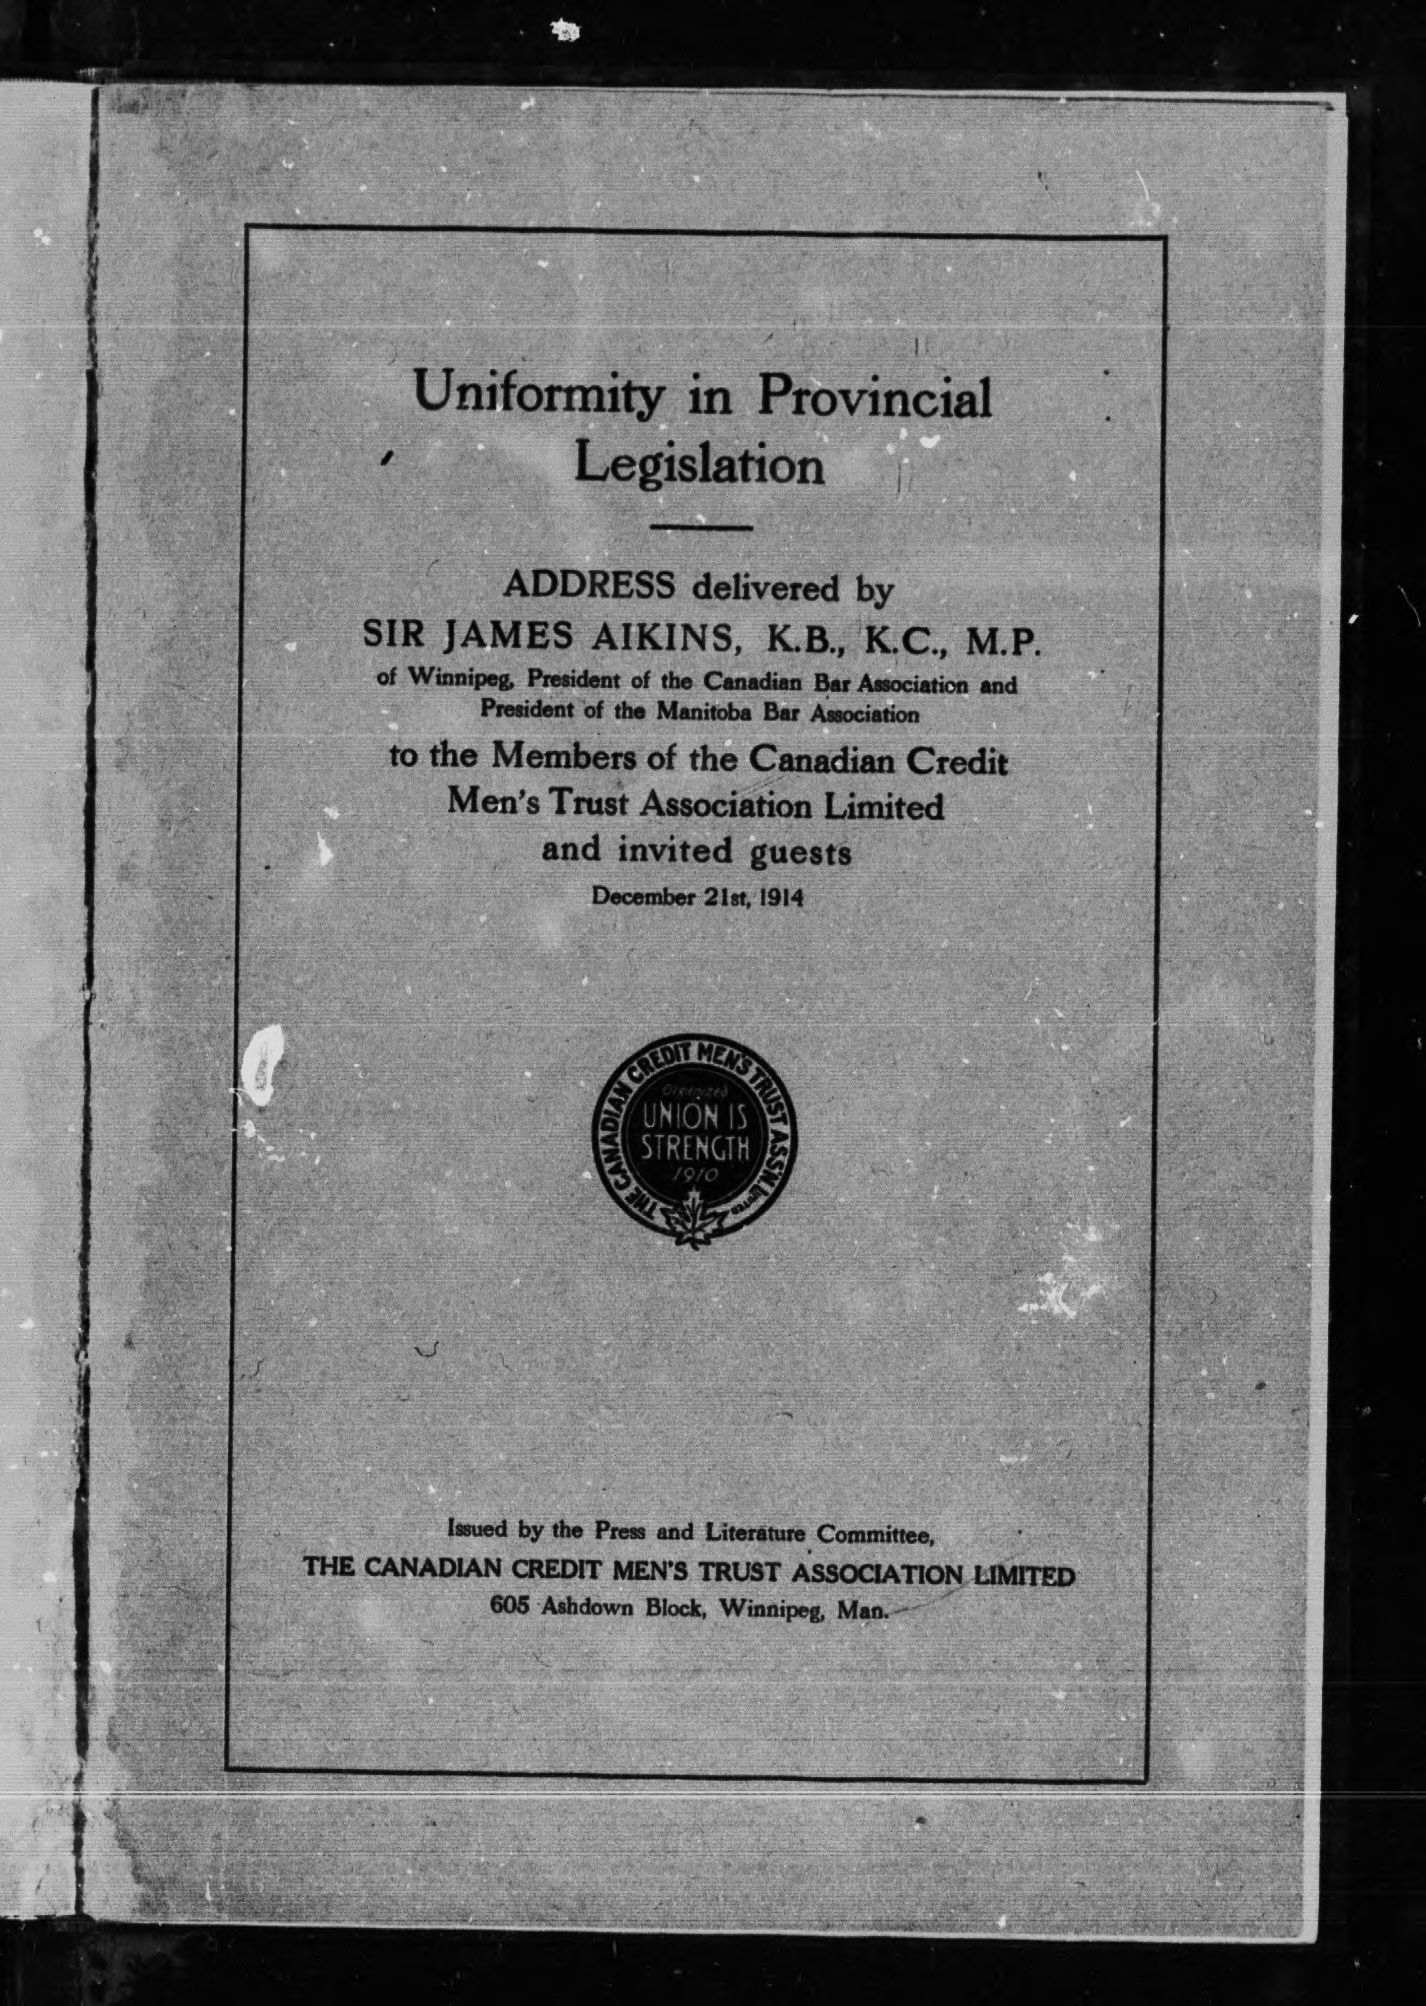 Uniformity in Provincial
Legislation
ADDRESS delivered by
SIR JAMES AIKINS, K.B., K.C., M.P.
of Winnipeg, President of the Canadian Bar Association and
President of the Manitoba Bar Association
to the Members of the Canadian Credit
Men's Trust Association Limited
and invited guests
December 21st, 1914
THE CANADIAN CREDIT MEN'S TRUST ASS'N LIMITED
Organized
UNION IS
STRENGTH
1910
Issued by the Press and Literature Committee,
THE CANADIAN CREDIT MEN'S TRUST ASSOCIATION LIMITED
605 Ashdown Block, Winnipeg, Man.